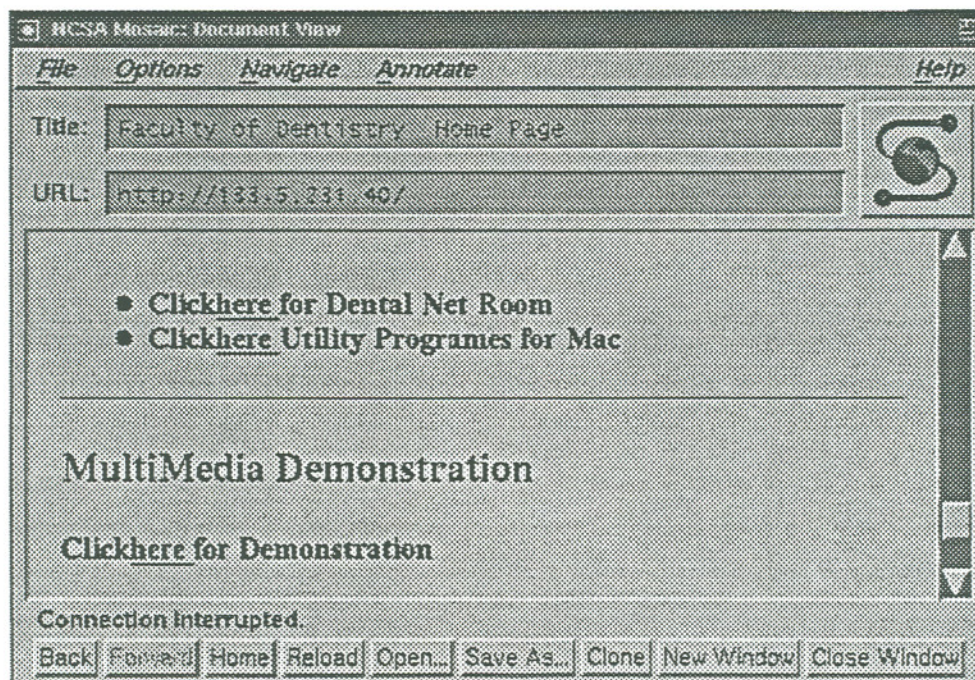 NCSA Mosaic: Document View
File Options Navigate Annotate Help
Title: Faculty of Dentistry Home Page
URL: http://133.5.231.40/
Clickhere for Dental Net Room
Clickhere Utility Programes for Mac
MultiMedia Demonstration
Clickhere for Demonstration
Connection interrupted.
Back Forward Home Reload Open... Save As... Clone New Window Close Window